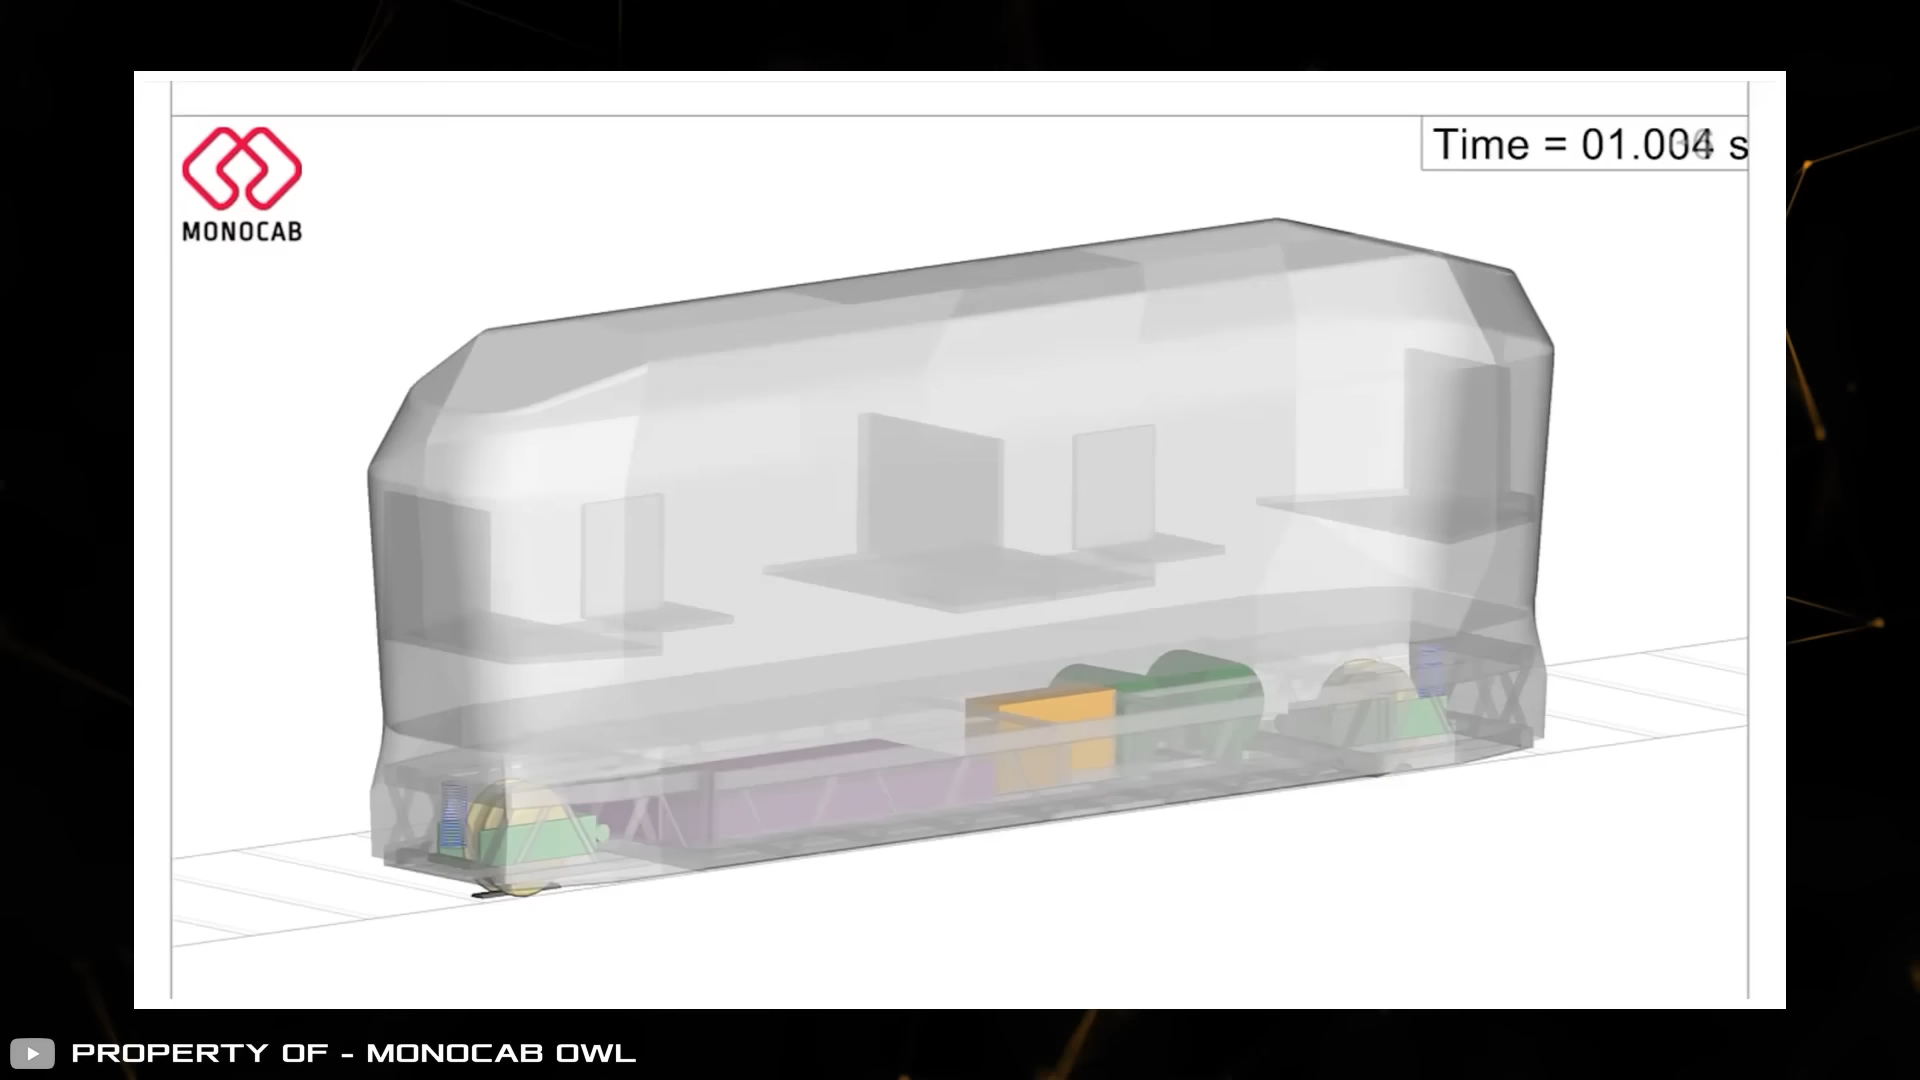 MONOCAB
Time = 01.004 s
PROPERTY OF - MONOCAB OWL